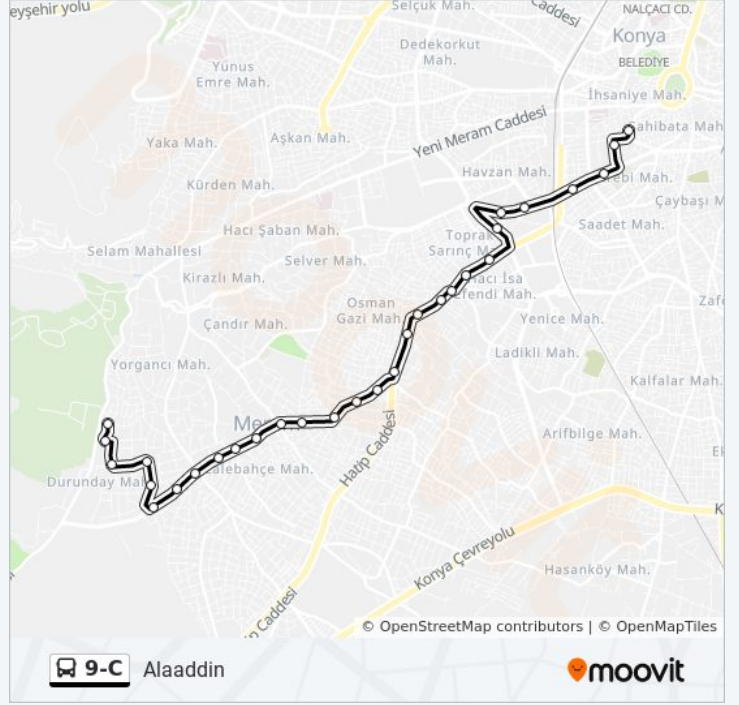 eyşehir yolu
Selçuk Mah.
Caddesi
NALÇACI CD.
Konya
BELEDİYE
Dedekorkut
Mah.
Yunus
Emre Mah.
İhsaniye Mah.
Sahibata Mah
Yaka Mah.
Aşkan Mah.
Yeni Meram Caddesi
Havzan Mah.
Kürden Mah.
rebi Mah.
Çaybaşı M
Hacı Şaban Mah.
Toprak
Sarınç Mah.
Saadet Mah.
Selam Mahallesi
Selver Mah.
Kirazlı Mah.
Hacı İsa
Efendi Mah.
Osman
Gazi Mah.
Zafe
Çandır Mah.
Yenice Mah.
Yorgancı Mah.
Ladikli Mah.
Kalfalar Mah.
Me
Hatip Caddesi
Arifbilge Mah.
Durunday Mah
alebahçe Mah.
Konya Çevreyolu
Hasanköy Mah.
p Caddesi
© OpenStreetMap contributors | © OpenMapTiles
9-C Alaaddin
moovit